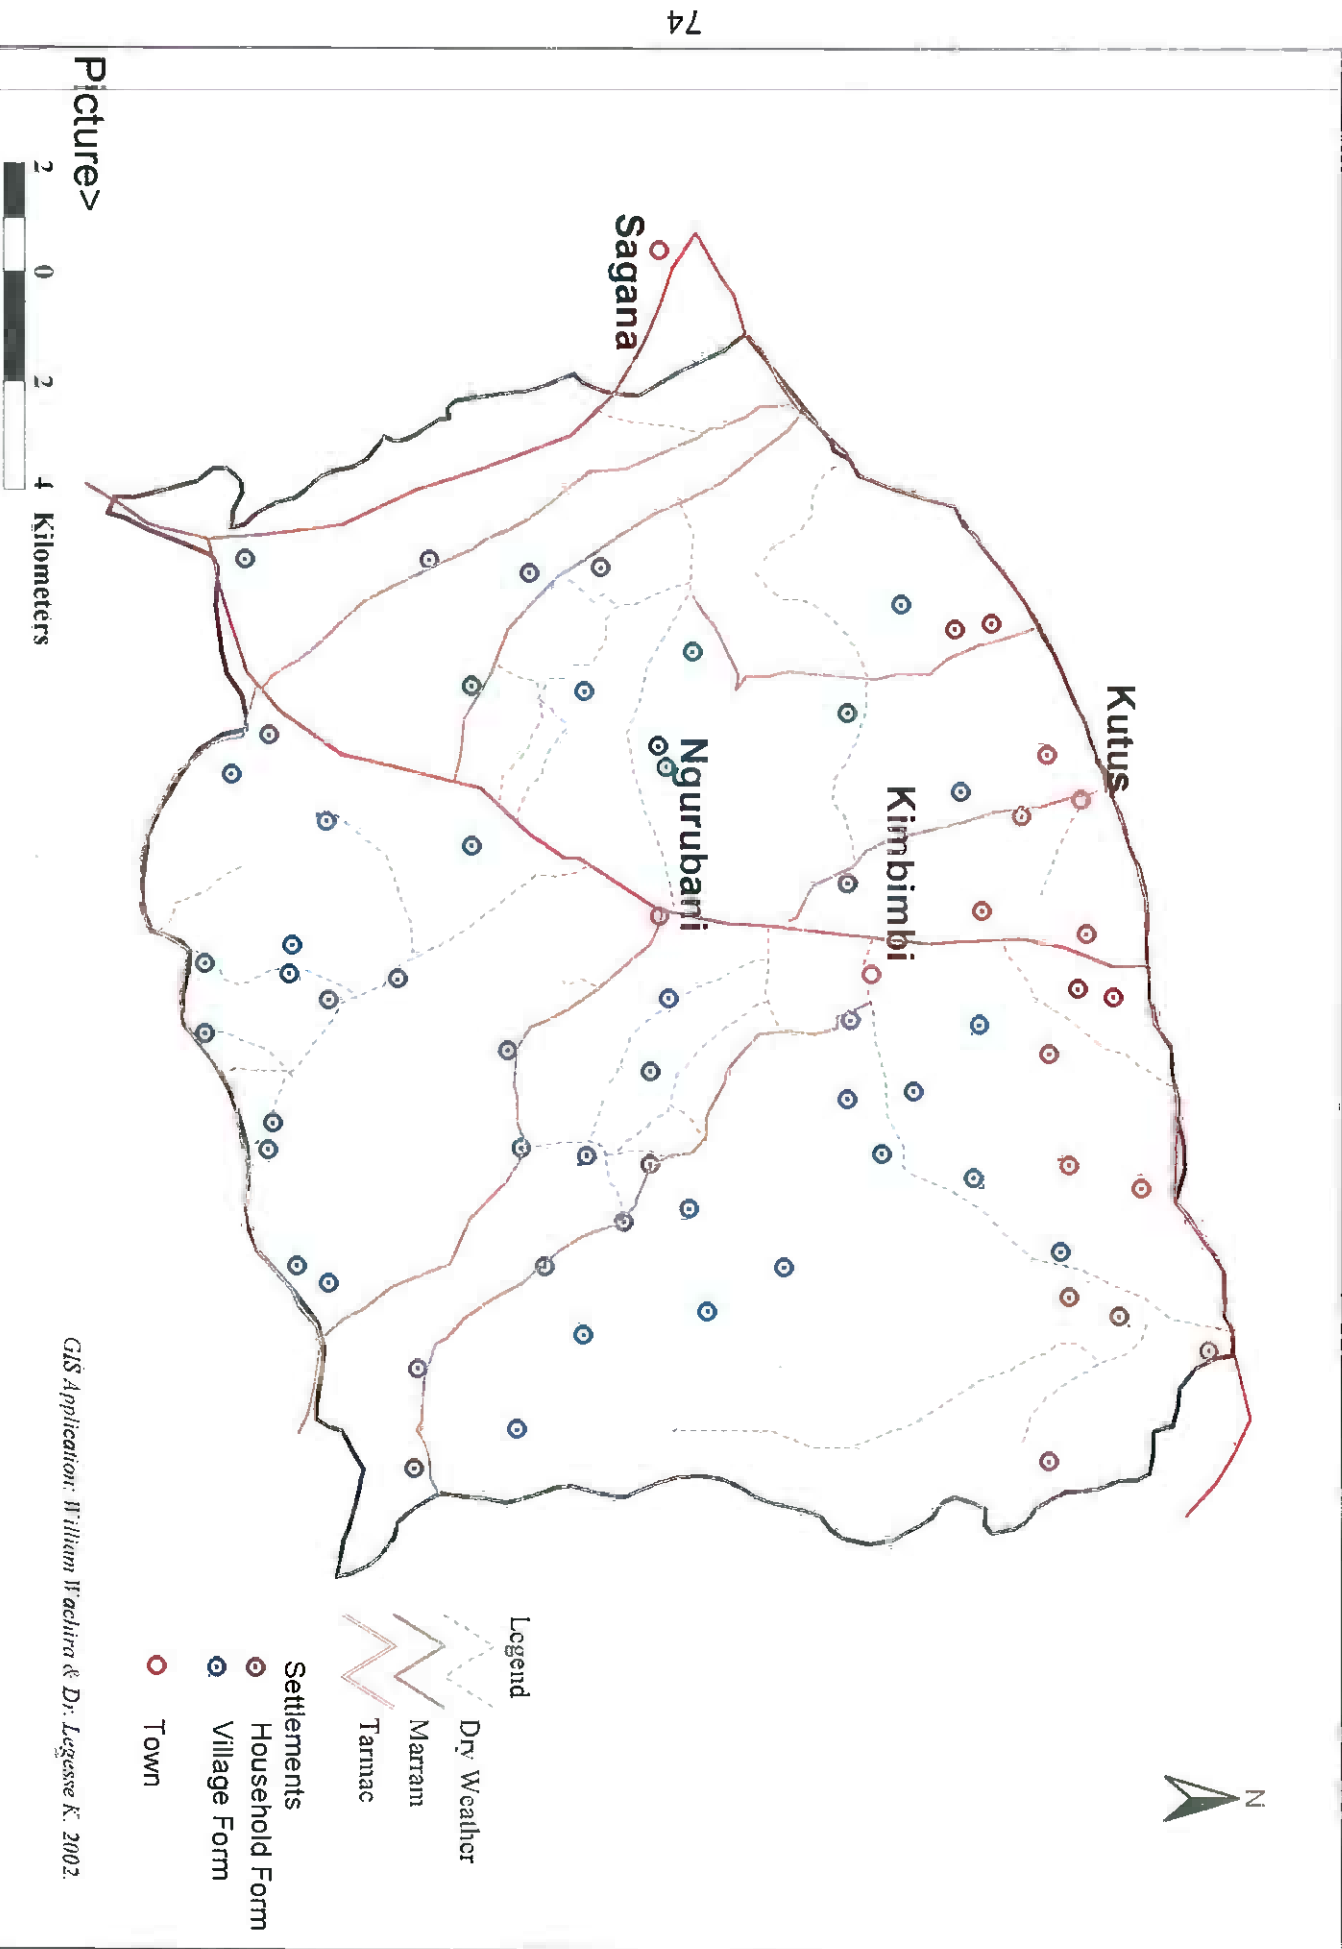 74
N
Kutus
Kimbimbi
Ngurubani
Sagana
Legend
Dry Weather
Marram
Tarmac
Settlements
Household Form
Village Form
Town
Picture>
2 0 2 4 Kilometers
GIS Application: William Wachira & Dr. Legesse K. 2002.